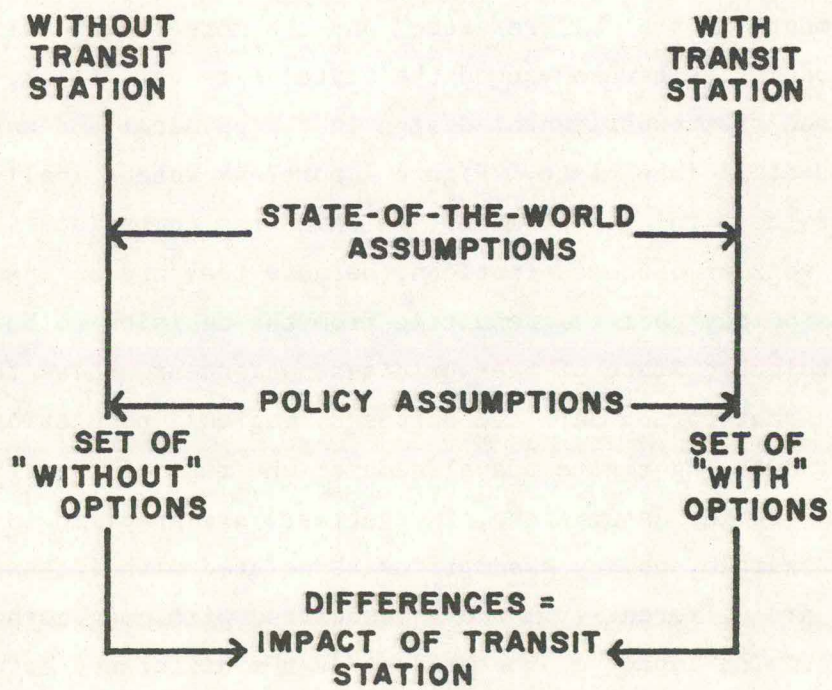 WITHOUT
TRANSIT
STATION
WITH
TRANSIT
STATION
STATE-OF-THE-WORLD
ASSUMPTIONS
POLICY ASSUMPTIONS
SET OF
"WITHOUT"
OPTIONS
SET OF
"WITH"
OPTIONS
DIFFERENCES =
IMPACT OF TRANSIT
STATION